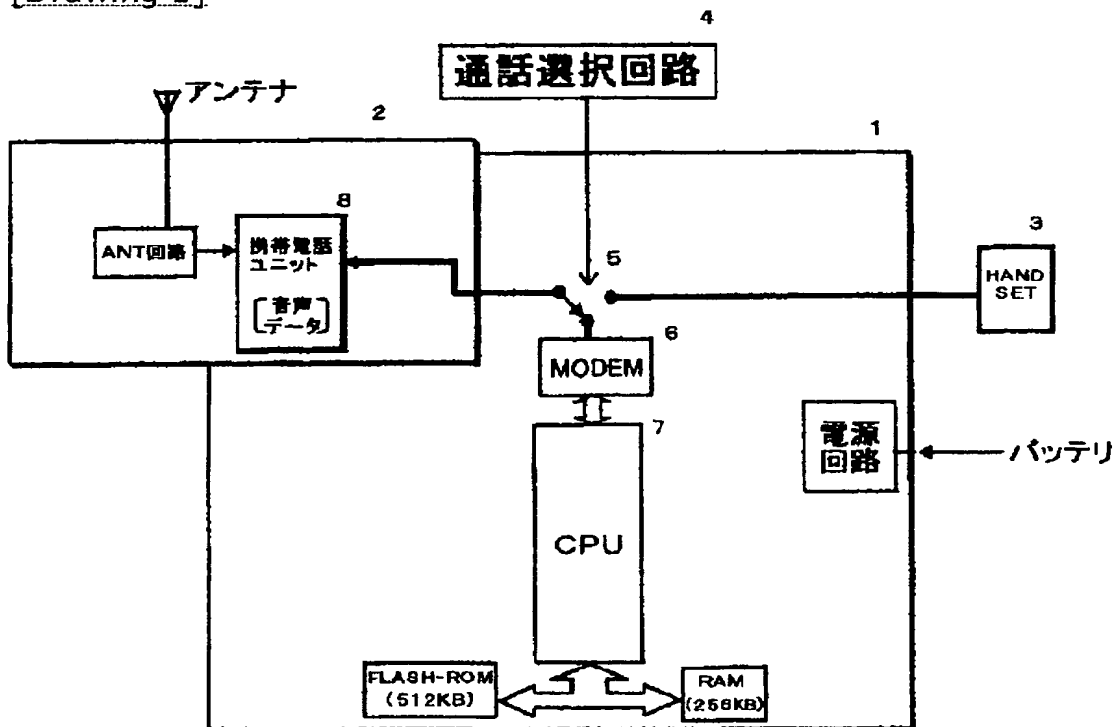 4
通話選択回路
アンテナ
2
1
8
3
ANT回路
携帯電話
ユニット
[音声
データ]
5
HAND
SET
6
MODEM
7
電源
回路
バッテリ
CPU
FLASH-ROM
(512KB)
RAM
(256KB)